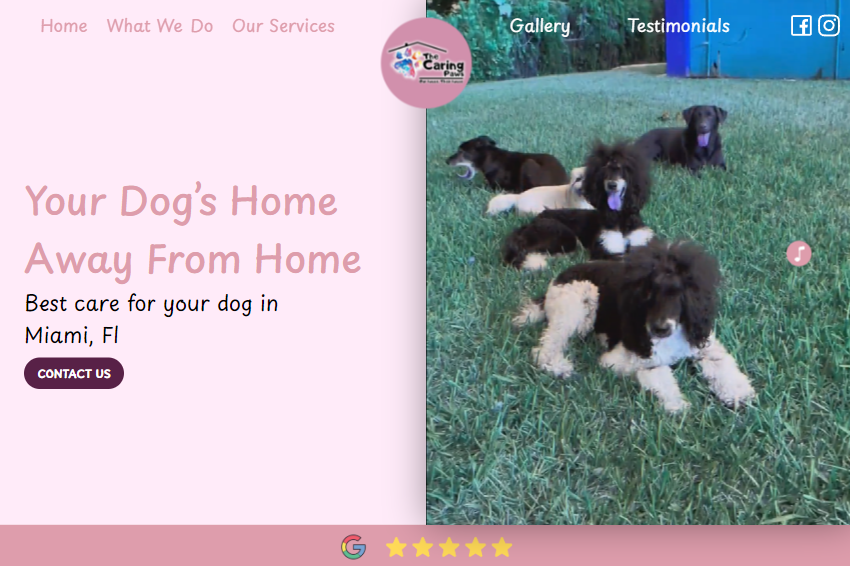 Home What We Do Our Services
Gallery Testimonials
The
Caring
Paws
Your Dog's Home
Away From Home
Best care for your dog in
Miami, Fl
CONTACT US